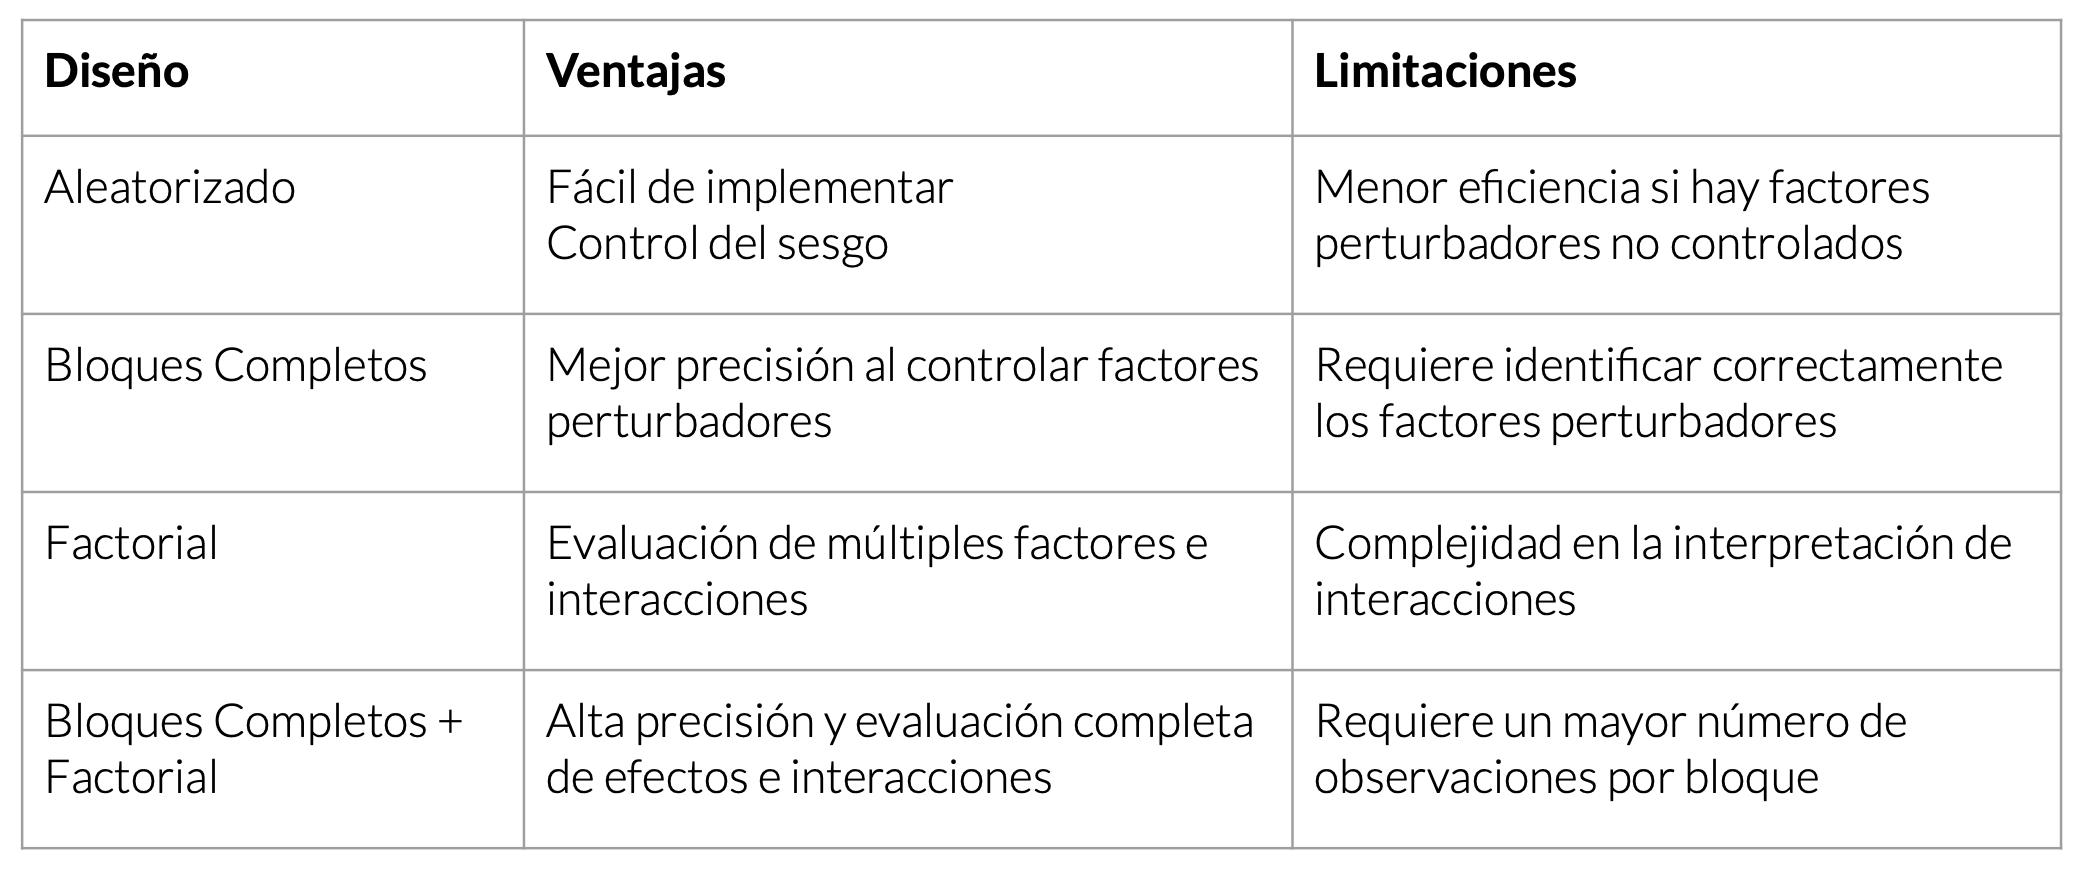 Diseño
Ventajas
Limitaciones
Aleatorizado
Fácil de implementar
Control del sesgo
Menor eficiencia si hay factores
perturbadores no controlados
Bloques Completos
Mejor precisión al controlar factores
perturbadores
Requiere identificar correctamente
los factores perturbadores
Factorial
Evaluación de múltiples factores e
interacciones
Complejidad en la interpretación de
interacciones
Bloques Completos +
Factorial
Alta precisión y evaluación completa
de efectos e interacciones
Requiere un mayor número de
observaciones por bloque